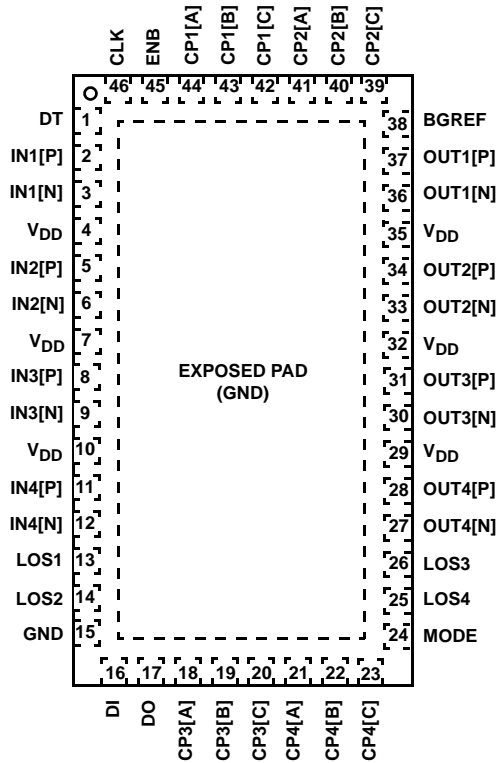 CLK ENB CP1[A] CP1[B] CP1[C] CP2[A] CP2[B] CP2[C]
46 45 44 43 42 41 40 39
DT 1
IN1[P] 2
IN1[N] 3
VDD 4
IN2[P] 5
IN2[N] 6
VDD 7
IN3[P] 8
IN3[N] 9
VDD 10
IN4[P] 11
IN4[N] 12
LOS1 13
LOS2 14
GND 15
EXPOSED PAD
(GND)
38 BGREF
37 OUT1[P]
36 OUT1[N]
35 VDD
34 OUT2[P]
33 OUT2[N]
32 VDD
31 OUT3[P]
30 OUT3[N]
29 VDD
28 OUT4[P]
27 OUT4[N]
26 LOS3
25 LOS4
24 MODE
16 17 18 19 20 21 22 23
DI DO CP3[A] CP3[B] CP3[C] CP4[A] CP4[B] CP4[C]